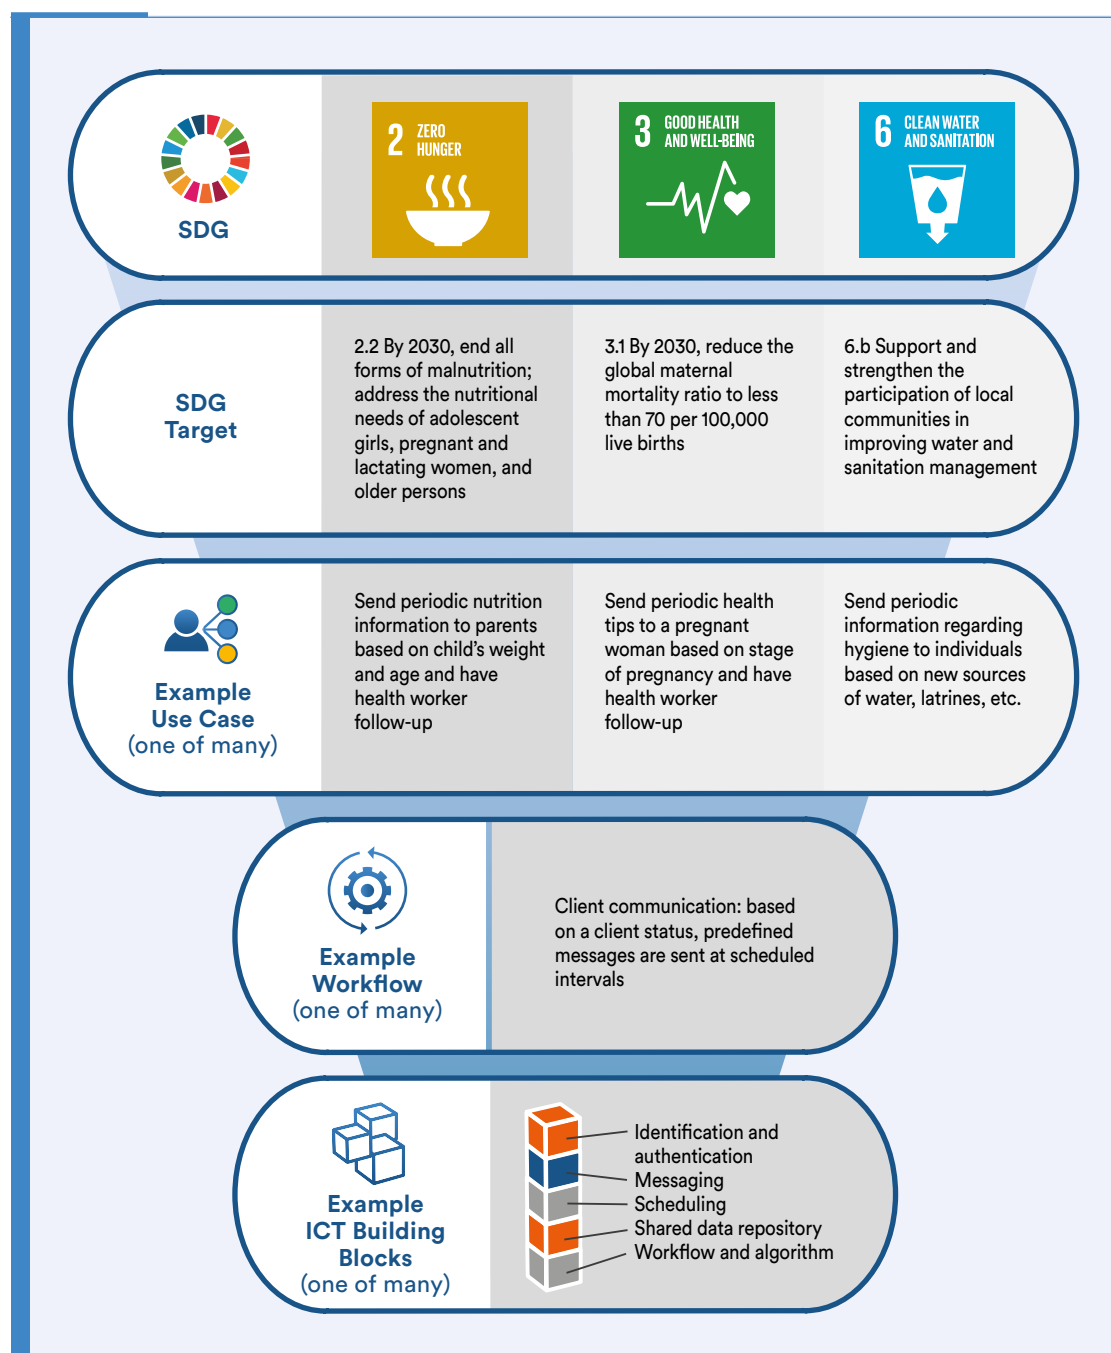 SDG
2 ZERO
HUNGER
3 GOOD HEALTH
AND WELL-BEING
6 CLEAN WATER
AND SANITATION
SDG
Target
2.2 By 2030, end all
forms of malnutrition;
address the nutritional
needs of adolescent
girls, pregnant and
lactating women, and
older persons
3.1 By 2030, reduce the
global maternal
mortality ratio to less
than 70 per 100,000
live births
6.b Support and
strengthen the
participation of local
communities in
improving water and
sanitation management
Example
Use Case
(one of many)
Send periodic nutrition
information to parents
based on child’s weight
and age and have
health worker
follow-up
Send periodic health
tips to a pregnant
woman based on stage
of pregnancy and have
health worker
follow-up
Send periodic
information regarding
hygiene to individuals
based on new sources
of water, latrines, etc.
Example
Workflow
(one of many)
Client communication: based
on a client status, predefined
messages are sent at scheduled
intervals
Example
ICT Building
Blocks
(one of many)
Identification and
authentication
Messaging
Scheduling
Shared data repository
Workflow and algorithm